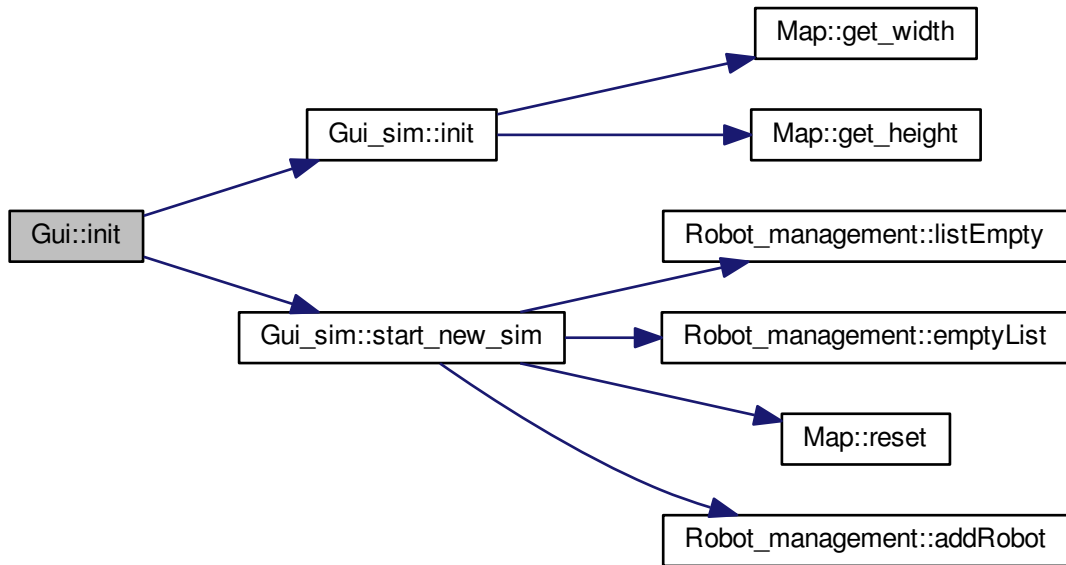 Map::get_width
Gui_sim::init
Map::get_height
Gui::init
Robot_management::listEmpty
Gui_sim::start_new_sim
Robot_management::emptyList
Map::reset
Robot_management::addRobot